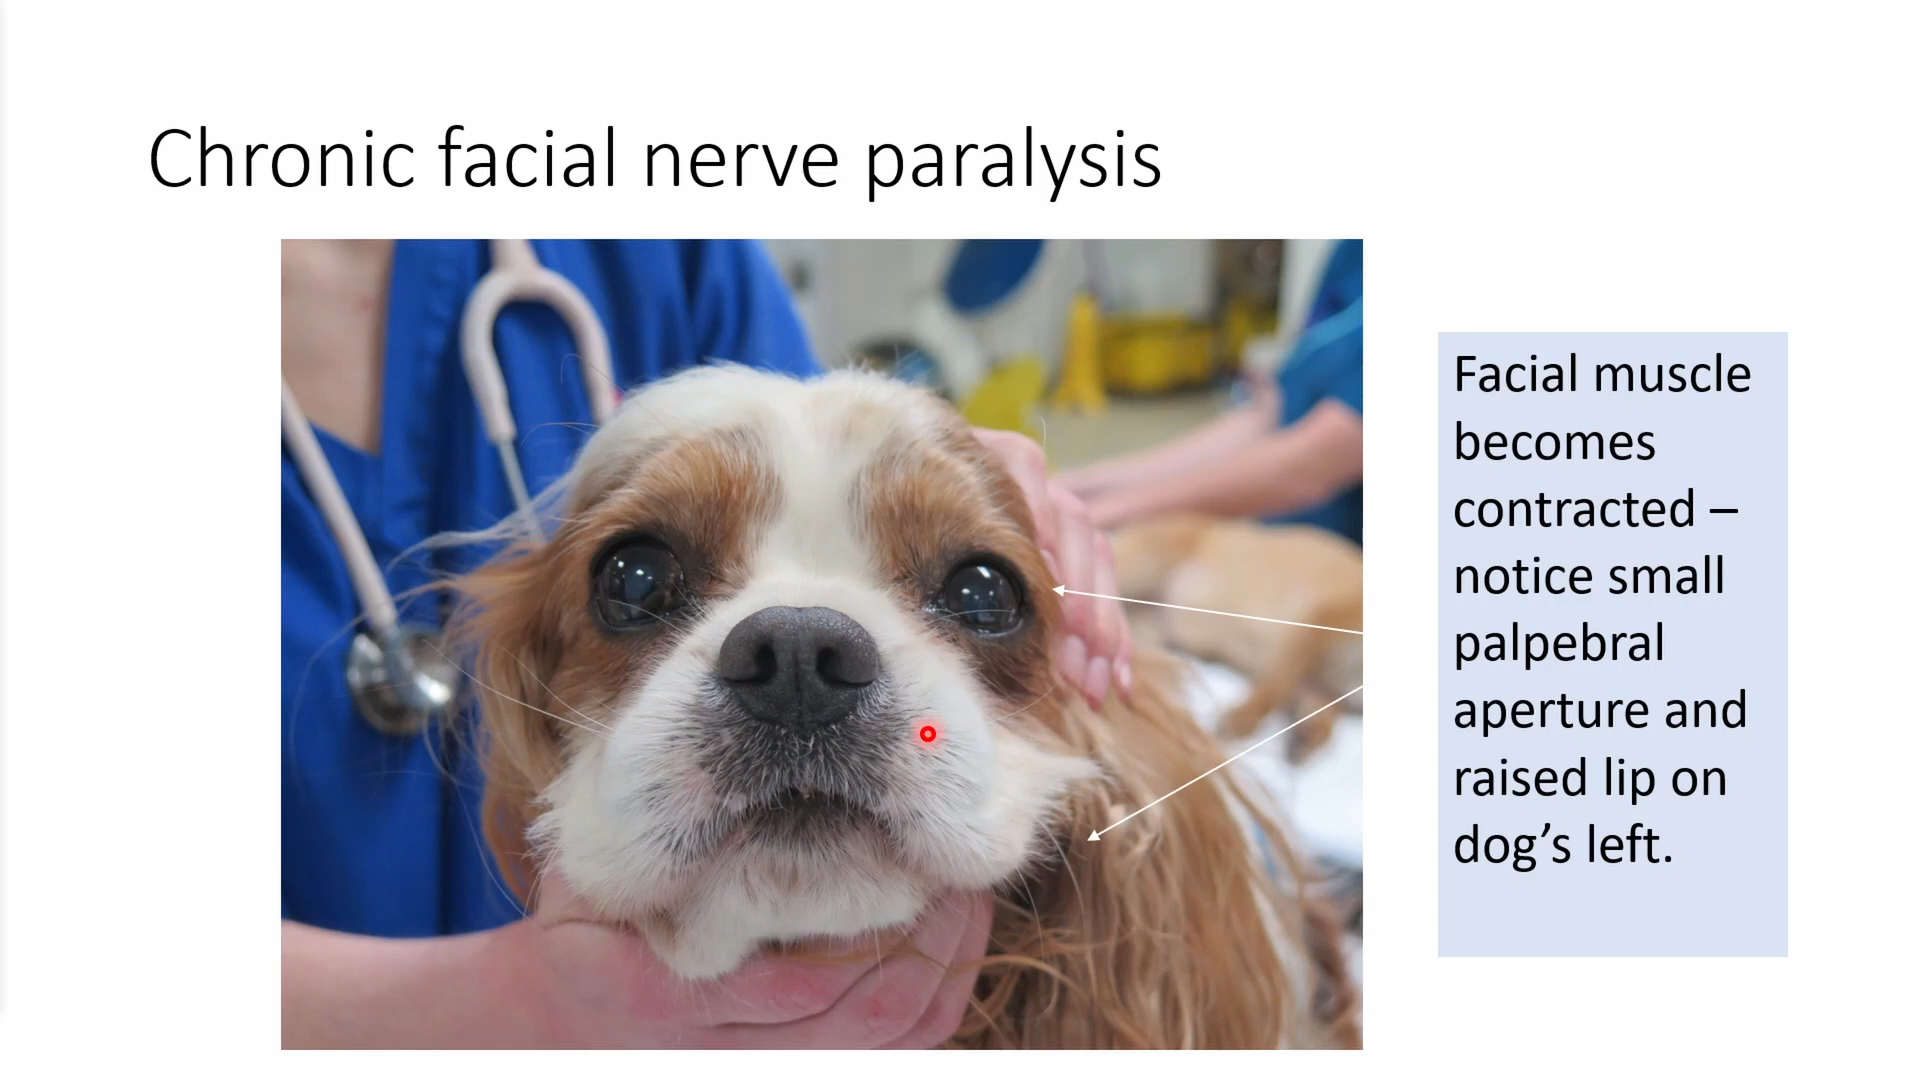 Chronic facial nerve paralysis
Facial muscle
becomes
contracted –
notice small
palpebral
aperture and
raised lip on
dog’s left.